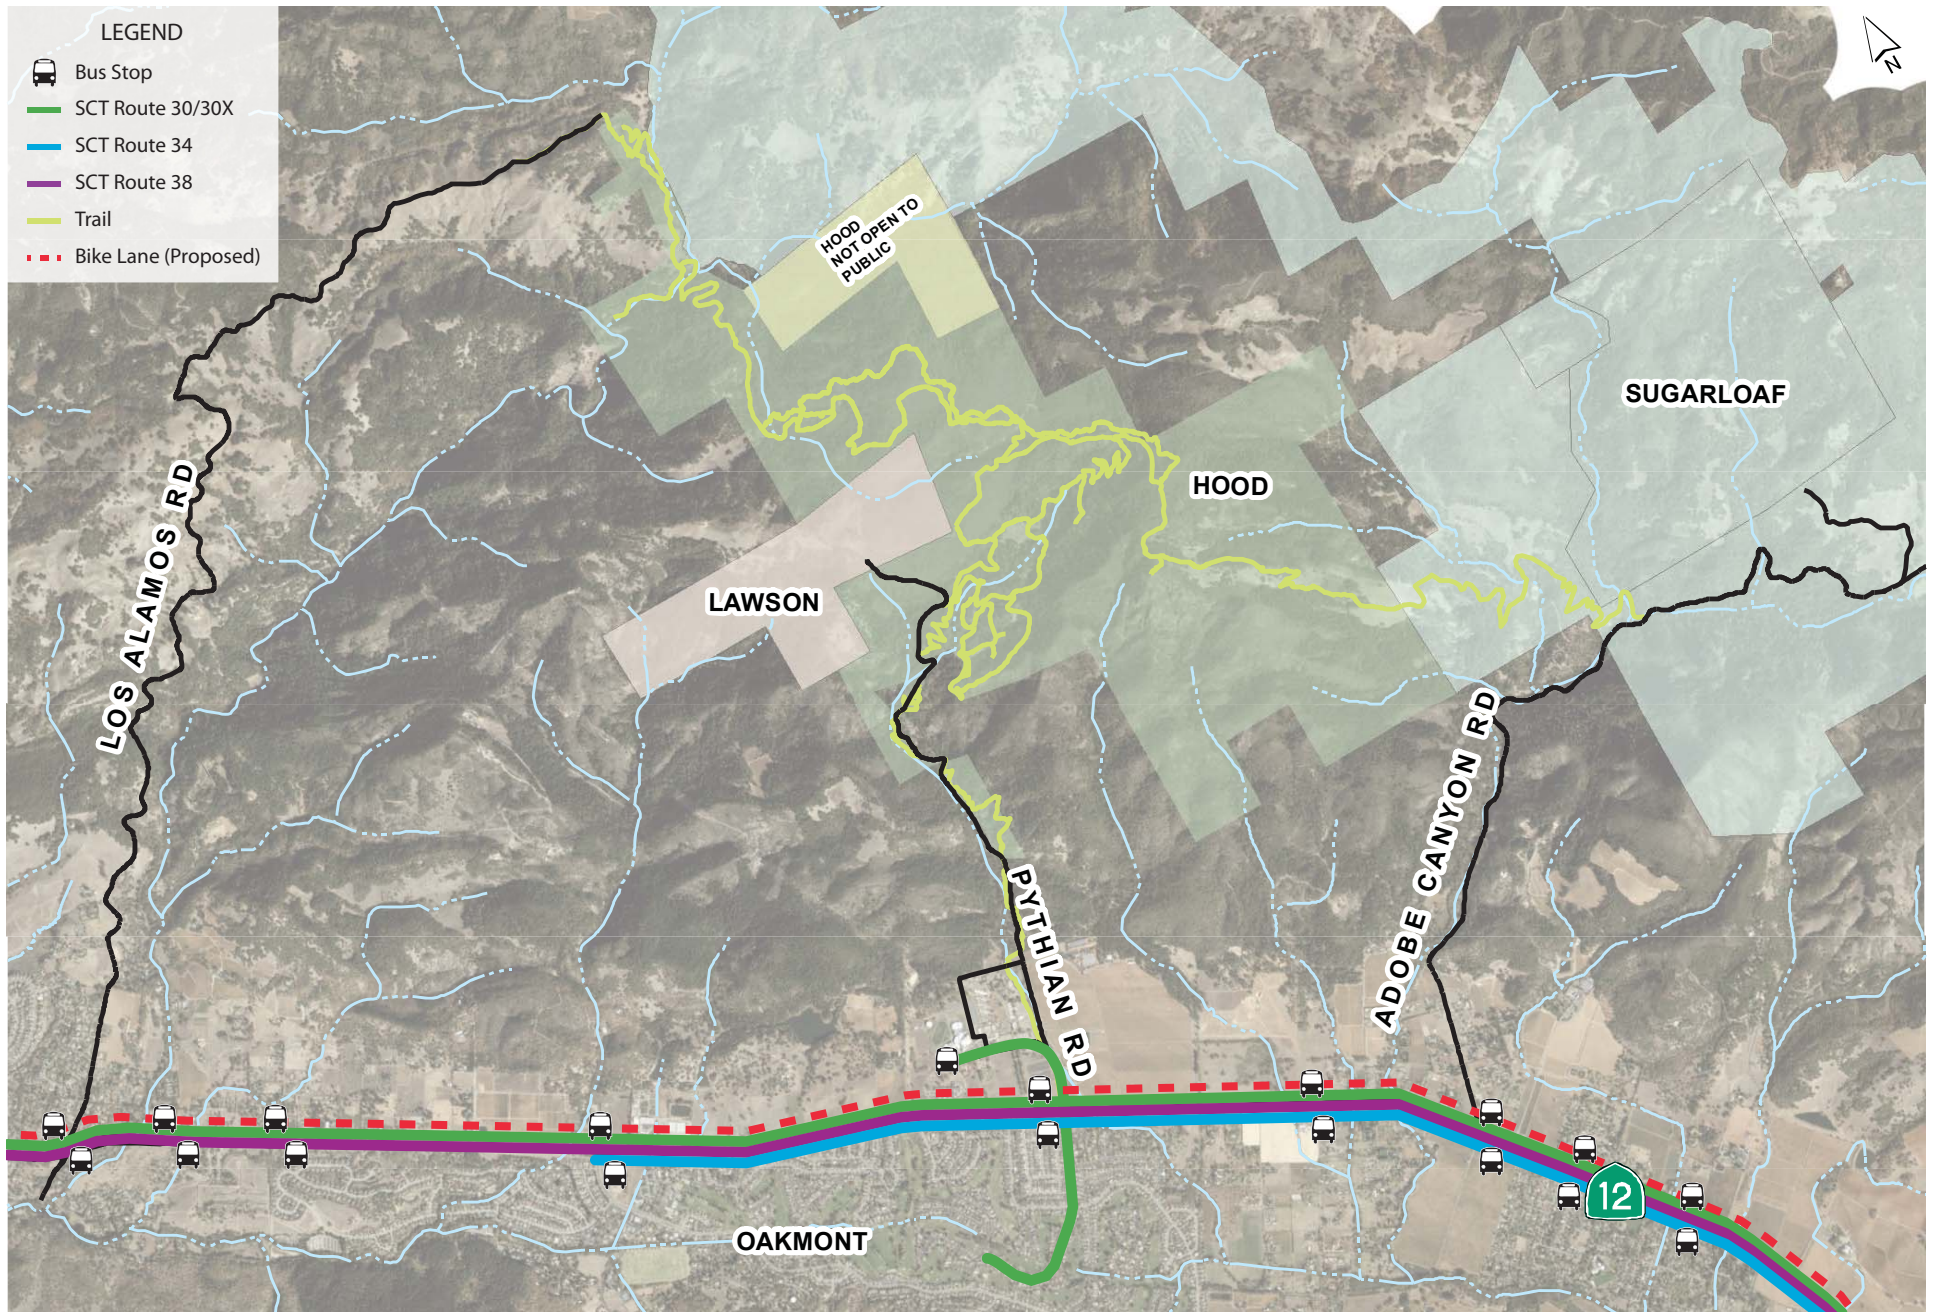 LEGEND
Bus Stop
SCT Route 30/30X
SCT Route 34
SCT Route 38
Trail
Bike Lane (Proposed)
N
HOOD
NOT OPEN TO
PUBLIC
SUGARLOAF
HOOD
LAWSON
LOS ALAMOS RD
PYTHIAN RD
ADOBE CANYON RD
12
OAKMONT